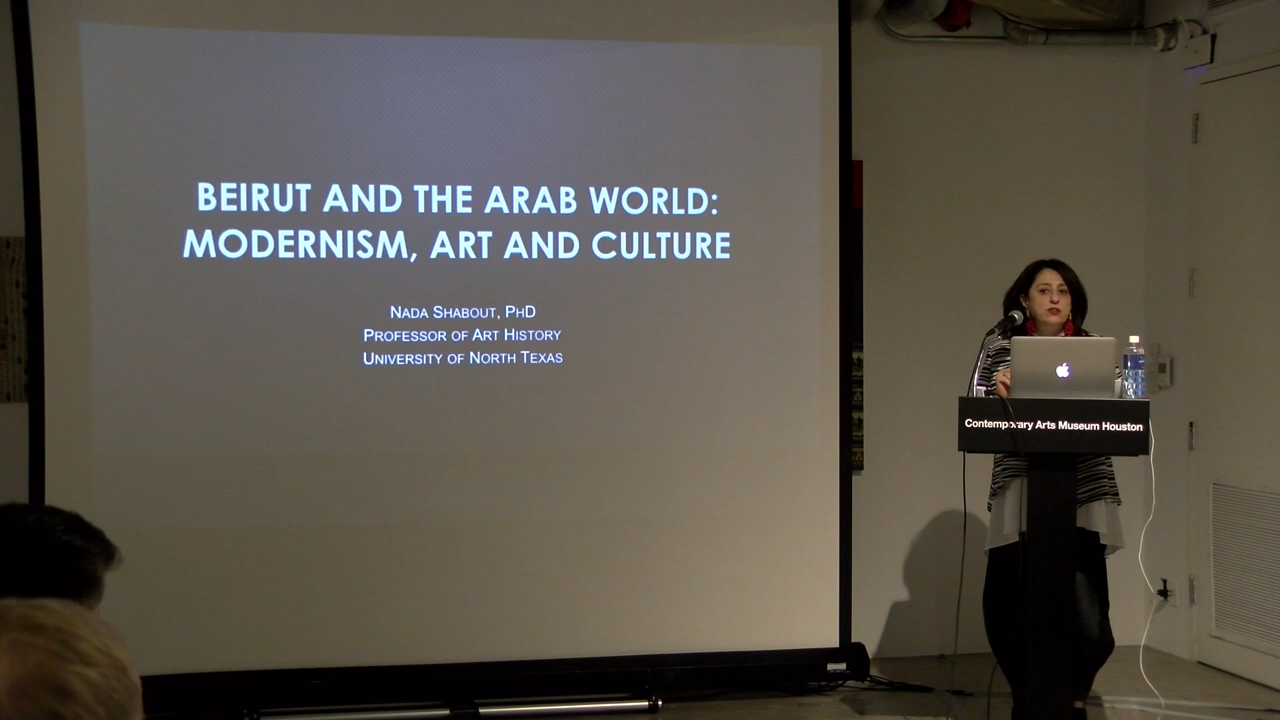 BEIRUT AND THE ARAB WORLD:
MODERNISM, ART AND CULTURE
NADA SHABOUT, PHD
PROFESSOR OF ART HISTORY
UNIVERSITY OF NORTH TEXAS
Contemporary Arts Museum Houston